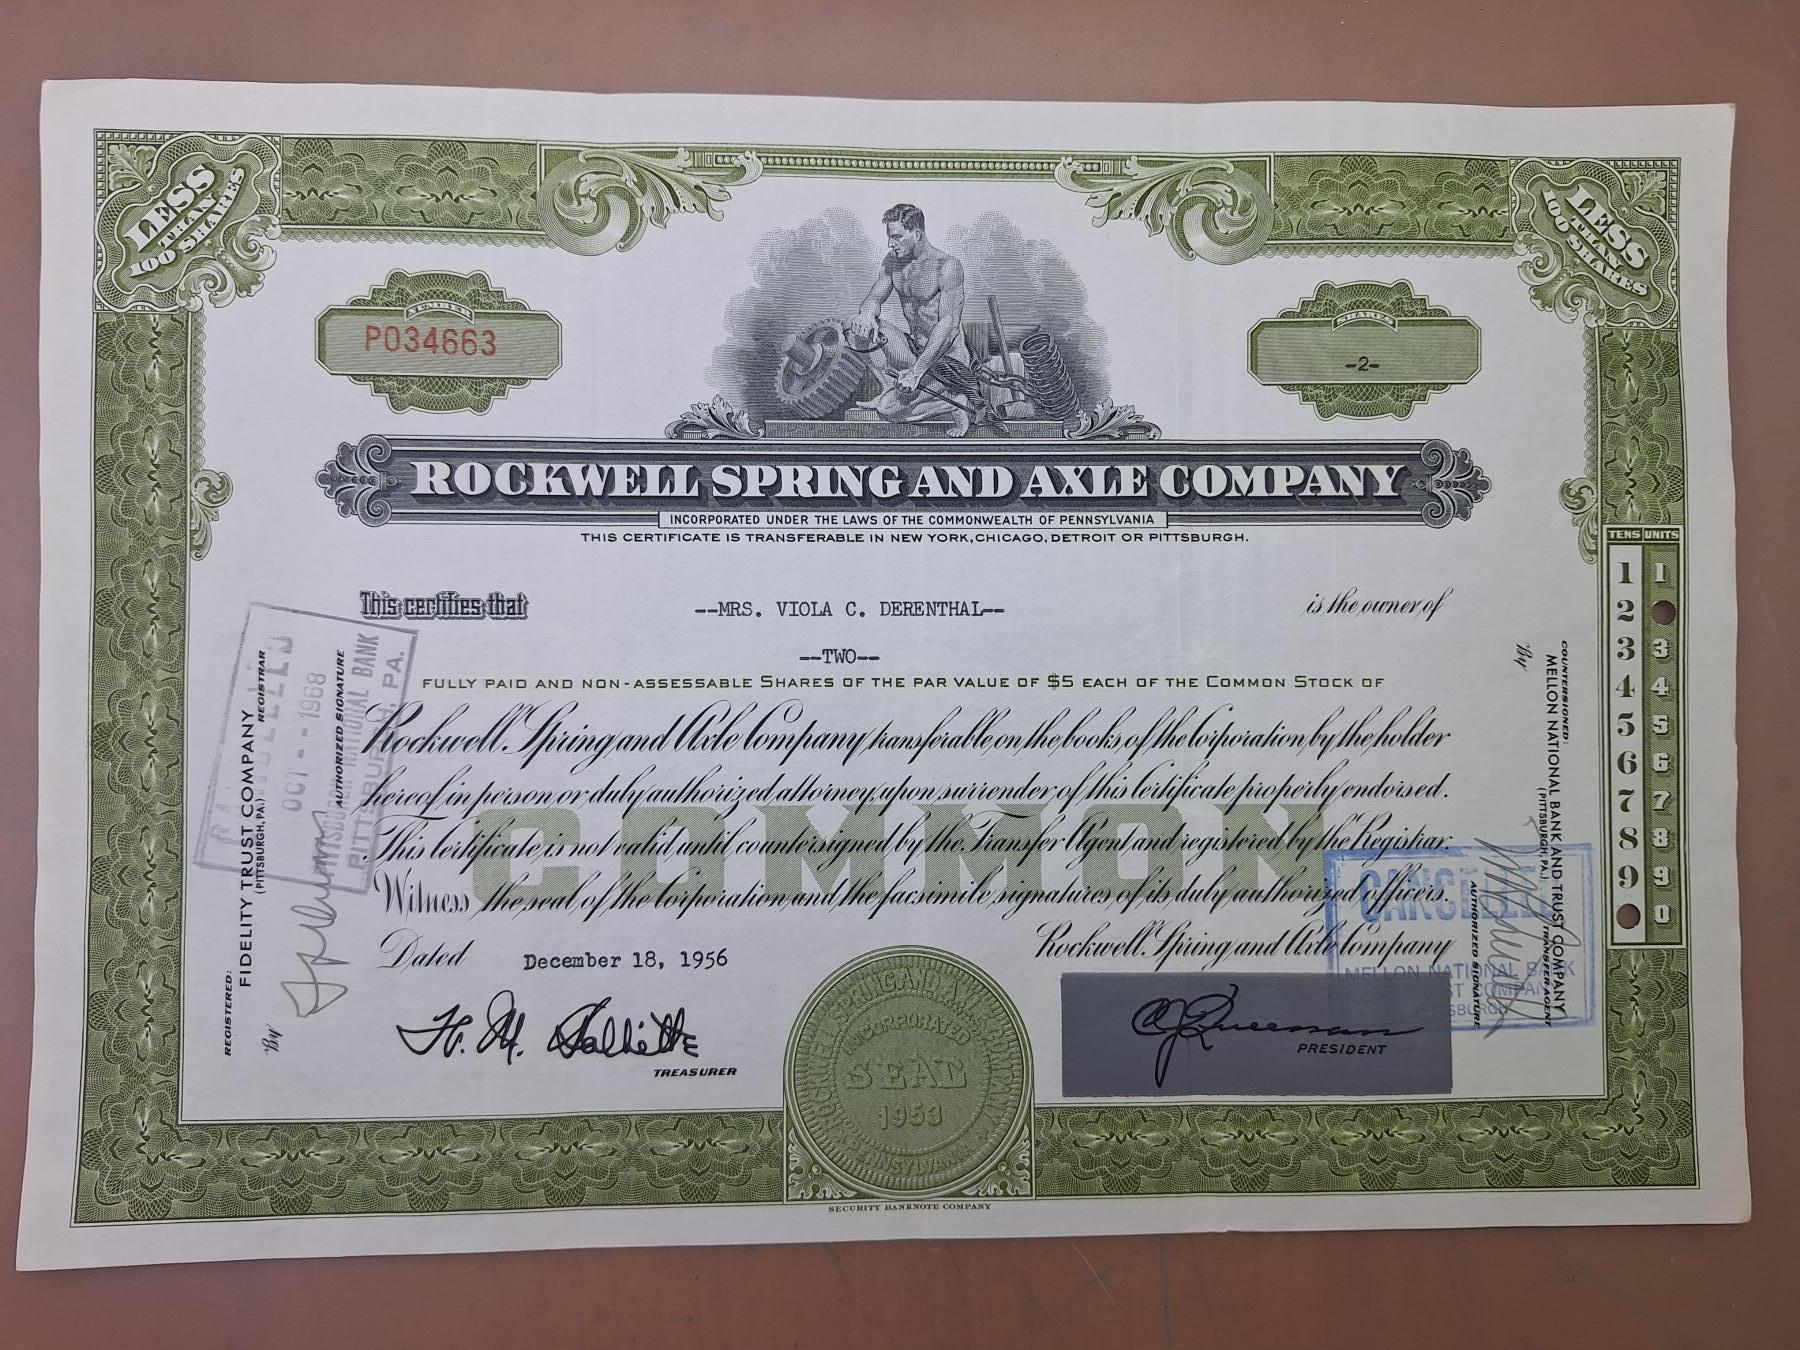 LESS THAN 100 SHARES
LESS THAN 100 SHARES
NUMBER
P034663
SHARES
-2-
ROCKWELL SPRING AND AXLE COMPANY
INCORPORATED UNDER THE LAWS OF THE COMMONWEALTH OF PENNSYLVANIA
THIS CERTIFICATE IS TRANSFERABLE IN NEW YORK, CHICAGO, DETROIT OR PITTSBURGH.
This certifies that --MRS. VIOLA C. DERENTHAL-- is the owner of
--TWO--
FULLY PAID AND NON-ASSESSABLE SHARES OF THE PAR VALUE OF $5 EACH OF THE COMMON STOCK OF
Rockwell Spring and Axle Company transferable on the books of the Corporation by the holder
hereof in person or duly authorized attorney, upon surrender of this Certificate properly endorsed.
This Certificate is not valid until countersigned by the Transfer Agent and registered by the Registrar.
Witness the seal of the Corporation and the facsimile signatures of its duly authorized officers.
COMMON
Dated December 18, 1956
Rockwell Spring and Axle Company
TREASURER
PRESIDENT
SEAL
1953
INCORPORATED
PENNSYLVANIA
SECURITY BANKNOTE COMPANY
REGISTERED:
FIDELITY TRUST COMPANY
(PITTSBURGH, PA.) REGISTRAR
By
AUTHORIZED SIGNATURE
OCT - - 1968
NATIONAL BANK
PITTSBURGH, PA.
COUNTERSIGNED:
MELLON NATIONAL BANK AND TRUST COMPANY
(PITTSBURGH, PA.) TRANSFER AGENT
By
AUTHORIZED SIGNATURE
CANCELLED
MELLON NATIONAL BANK
TENS UNITS
1 1
2
3 3
4 4
5 5
6 6
7 7
8 8
9 9
0